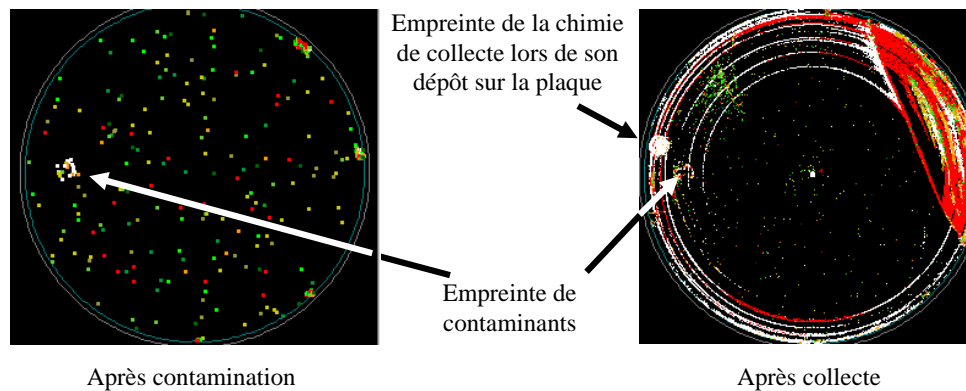 Empreinte de la chimie
de collecte lors de son
dépôt sur la plaque
Empreinte de
contaminants
Après contamination
Après collecte